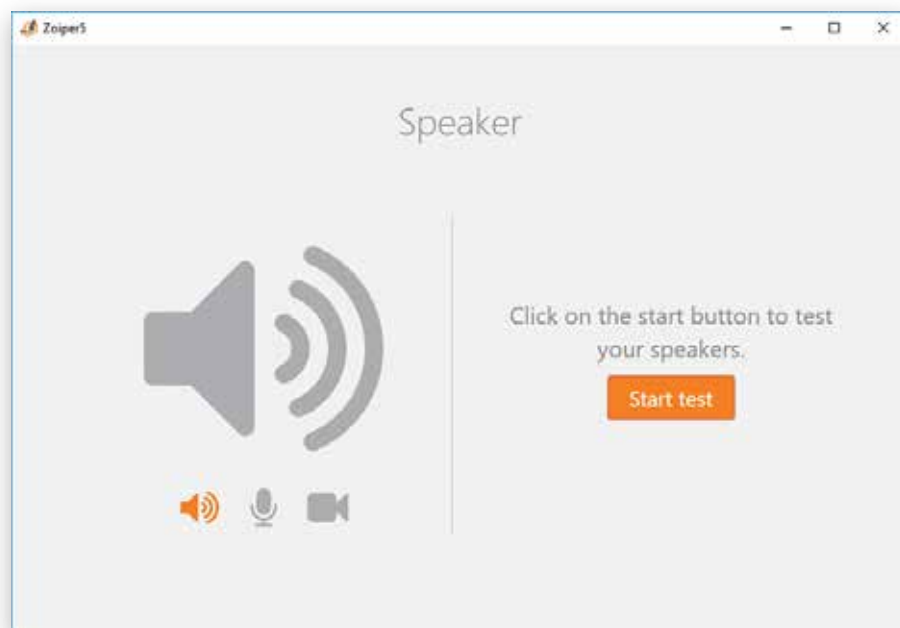 Zoiper5
Speaker
Click on the start button to test
your speakers.
Start test